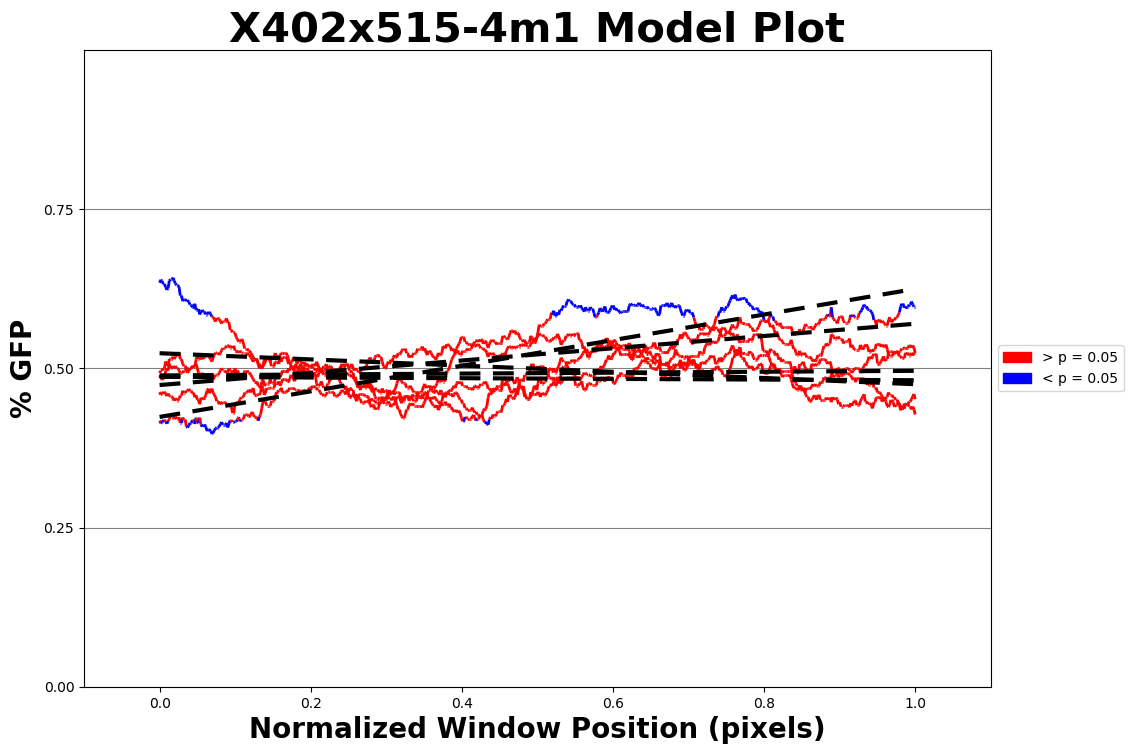 X402x515-4m1 Model Plot
% GFP
0.75
0.50
0.25
0.00
0.0 0.2 0.4 0.6 0.8 1.0
Normalized Window Position (pixels)
> p = 0.05
< p = 0.05